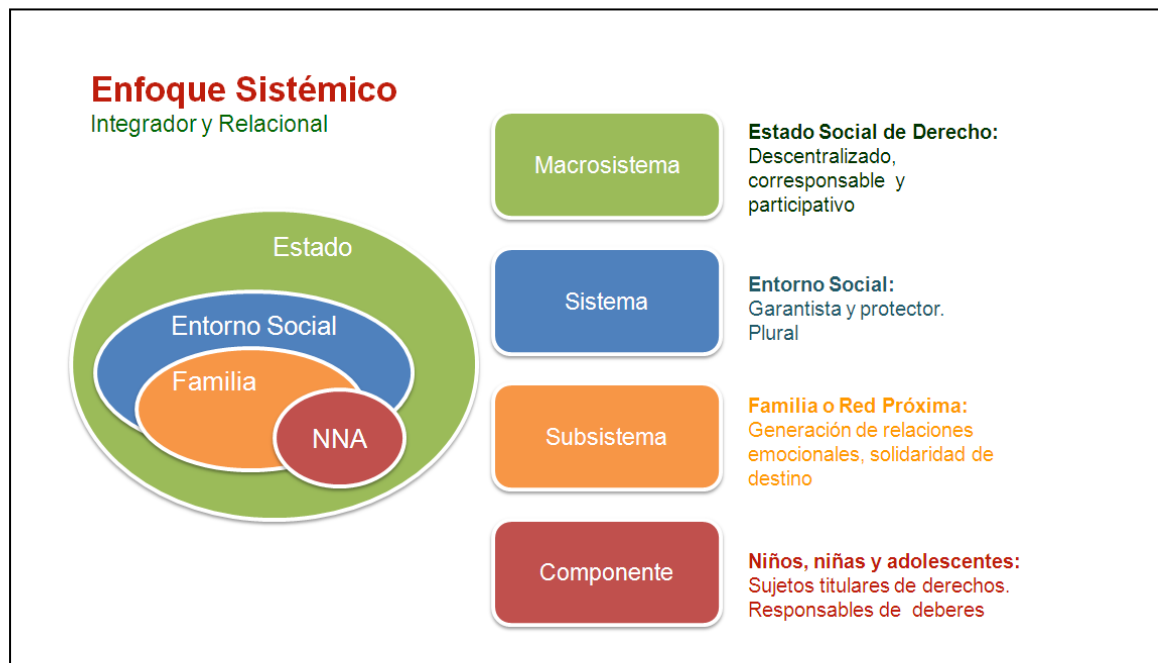 Enfoque Sistémico
Integrador y Relacional
Estado
Entorno Social
Familia
NNA
Macrosistema
Estado Social de Derecho:
Descentralizado,
corresponsable y
participativo
Sistema
Entorno Social:
Garantista y protector.
Plural
Subsistema
Familia o Red Próxima:
Generación de relaciones
emocionales, solidaridad de
destino
Componente
Niños, niñas y adolescentes:
Sujetos titulares de derechos.
Responsables de deberes